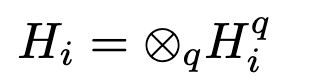 H_i = ⊗_q H_i^q